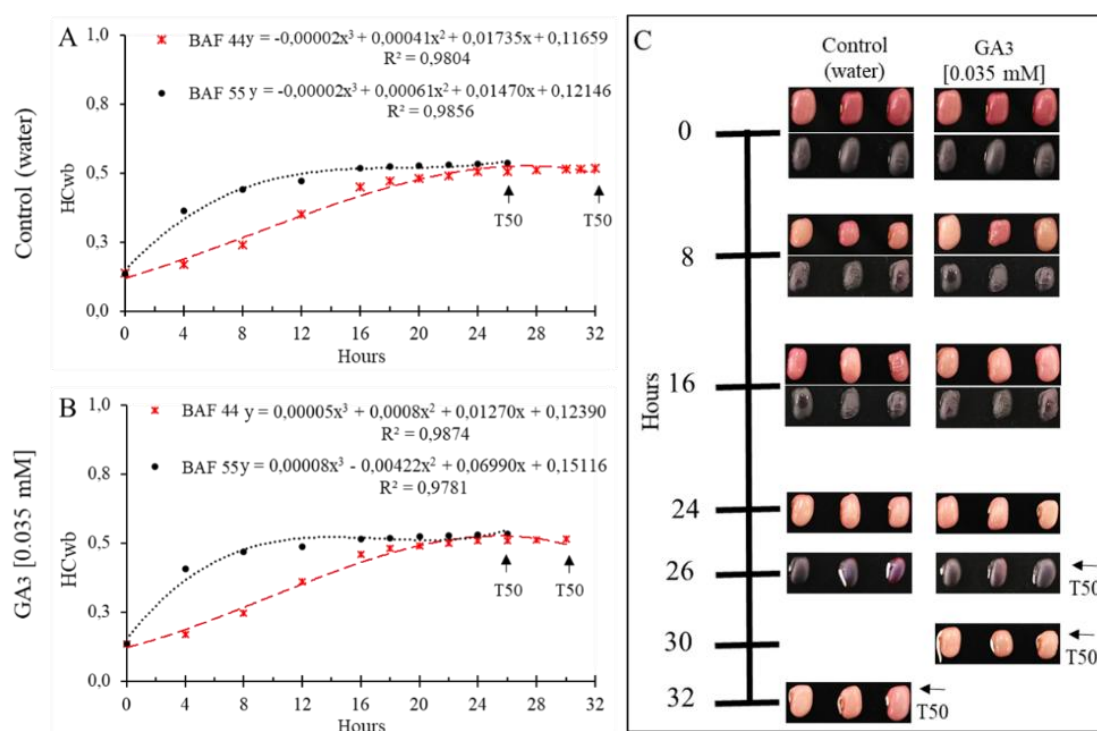 Control (water)
A
1,0
0,8
0,5
0,3
0,0
HCwb
BAF 44 y = -0,00002x³ + 0,00041x² + 0,01735x + 0,11659
R² = 0,9804
BAF 55 y = -0,00002x³ + 0,00061x² + 0,01470x + 0,12146
R² = 0,9856
T50
T50
0 4 8 12 16 20 24 28 32
Hours
GA3 [0.035 mM]
B
1,0
0,8
0,5
0,3
0,0
HCwb
BAF 44 y = 0,00005x³ + 0,0008x² + 0,01270x + 0,12390
R² = 0,9874
BAF 55 y = 0,00008x³ - 0,00422x² + 0,06990x + 0,15116
R² = 0,9781
T50
T50
0 4 8 12 16 20 24 28 32
Hours
C
Control
(water)
GA3
[0.035 mM]
Hours
0
8
16
24
26
T50
30
T50
32
T50